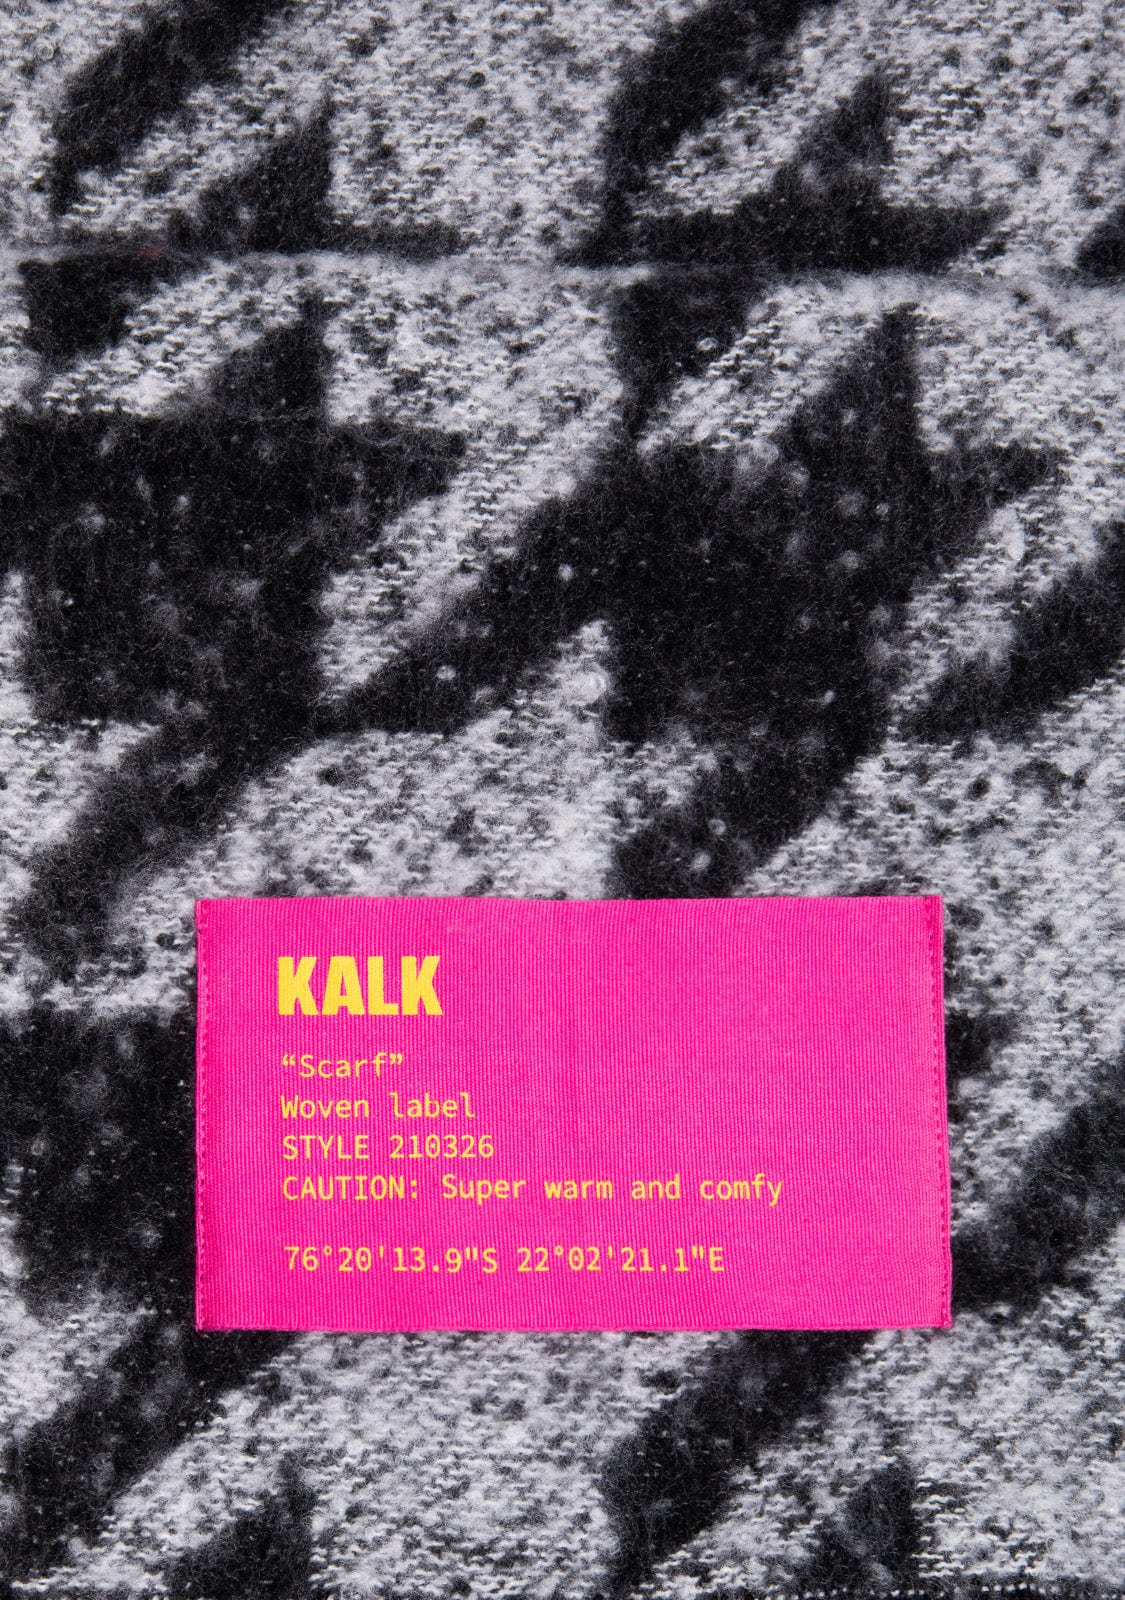 KALK
“Scarf”
Woven label
STYLE 210326
CAUTION: Super warm and comfy
76°20'13.9"S 22°02'21.1"E